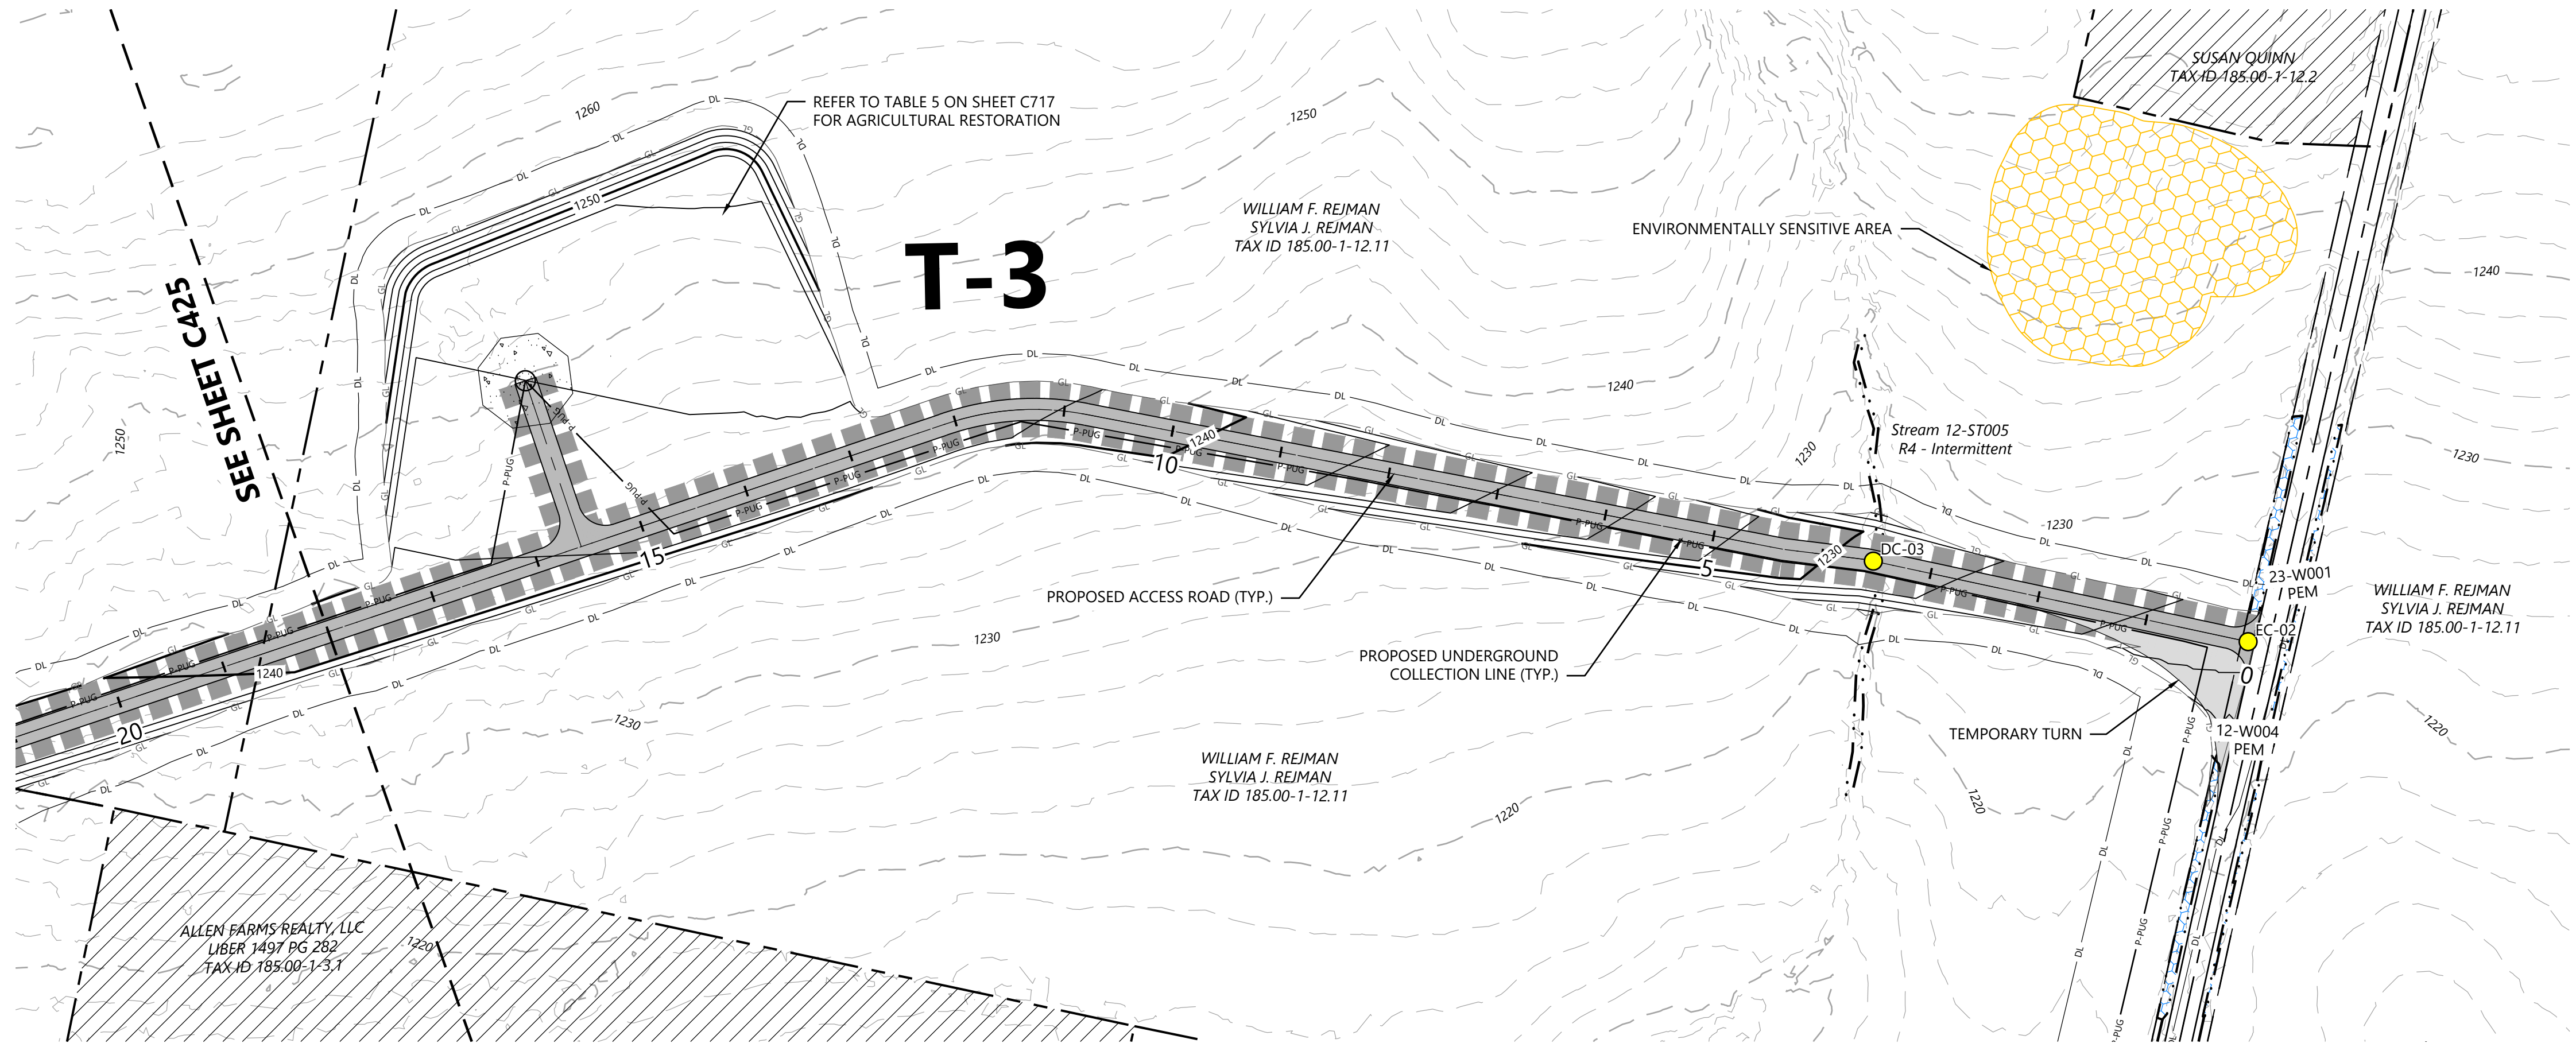 SUSAN QUINN
TAX ID 185.00-1-12.2
REFER TO TABLE 5 ON SHEET C717
FOR AGRICULTURAL RESTORATION
1260
1250
1250
WILLIAM F. REJMAN
SYLVIA J. REJMAN
TAX ID 185.00-1-12.11
ENVIRONMENTALLY SENSITIVE AREA
T-3
1240
SEE SHEET C425
1250
1240
Stream 12-ST005
R4 - Intermittent
1230
1230
1230
1240
10
15
5
1230
DC-03
PROPOSED ACCESS ROAD (TYP.)
23-W001
PEM
WILLIAM F. REJMAN
SYLVIA J. REJMAN
TAX ID 185.00-1-12.11
EC-02
0
1230
PROPOSED UNDERGROUND
COLLECTION LINE (TYP.)
1240
20
1230
TEMPORARY TURN
12-W004
PEM
1220
WILLIAM F. REJMAN
SYLVIA J. REJMAN
TAX ID 185.00-1-12.11
1220
1220
ALLEN FARMS REALTY, LLC
LIBER 1497 PG 282
TAX ID 185.00-1-3.1
1220
DL
GL
P-PUG